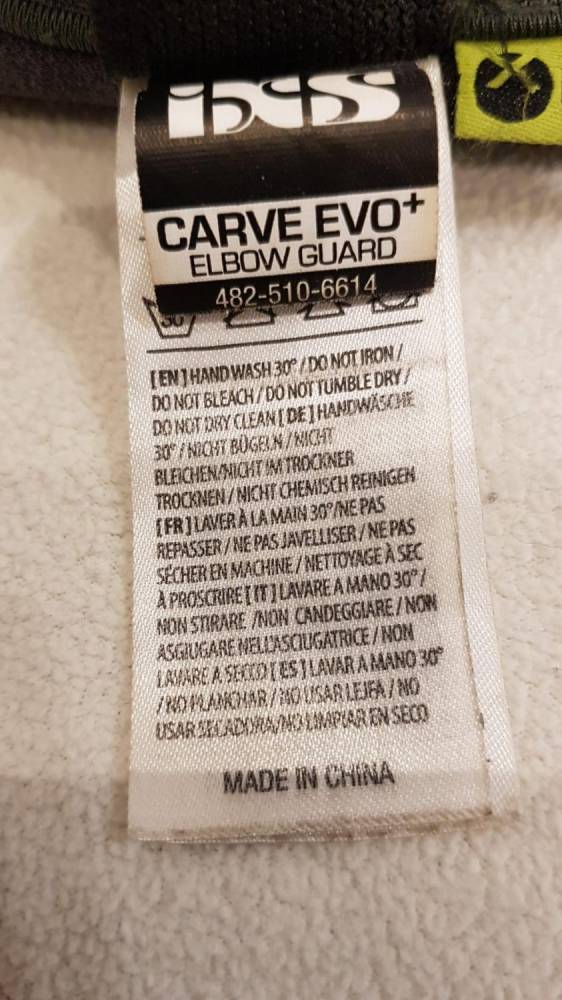 iXS
CARVE EVO+
ELBOW GUARD
482-510-6614
30
[EN] HAND WASH 30° / DO NOT IRON /
DO NOT BLEACH / DO NOT TUMBLE DRY /
DO NOT DRY CLEAN [DE] HANDWÄSCHE
30° / NICHT BÜGELN / NICHT
BLEICHEN/NICHT IM TROCKNER
TROCKNEN / NICHT CHEMISCH REINIGEN
[FR] LAVER À LA MAIN 30°/NE PAS
REPASSER / NE PAS JAVELLISER / NE PAS
SÉCHER EN MACHINE / NETTOYAGE À SEC
À PROSCRIRE [IT] LAVARE A MANO 30° /
NON STIRARE /NON CANDEGGIARE / NON
ASGIUGARE NELL'ASCIUGATRICE / NON
LAVARE A SECCO [ES] LAVAR A MANO 30°
/ NO PLANCHAR / NO USAR LEJFA / NO
USAR SECADORA/NO LIMPIAR EN SECO
MADE IN CHINA